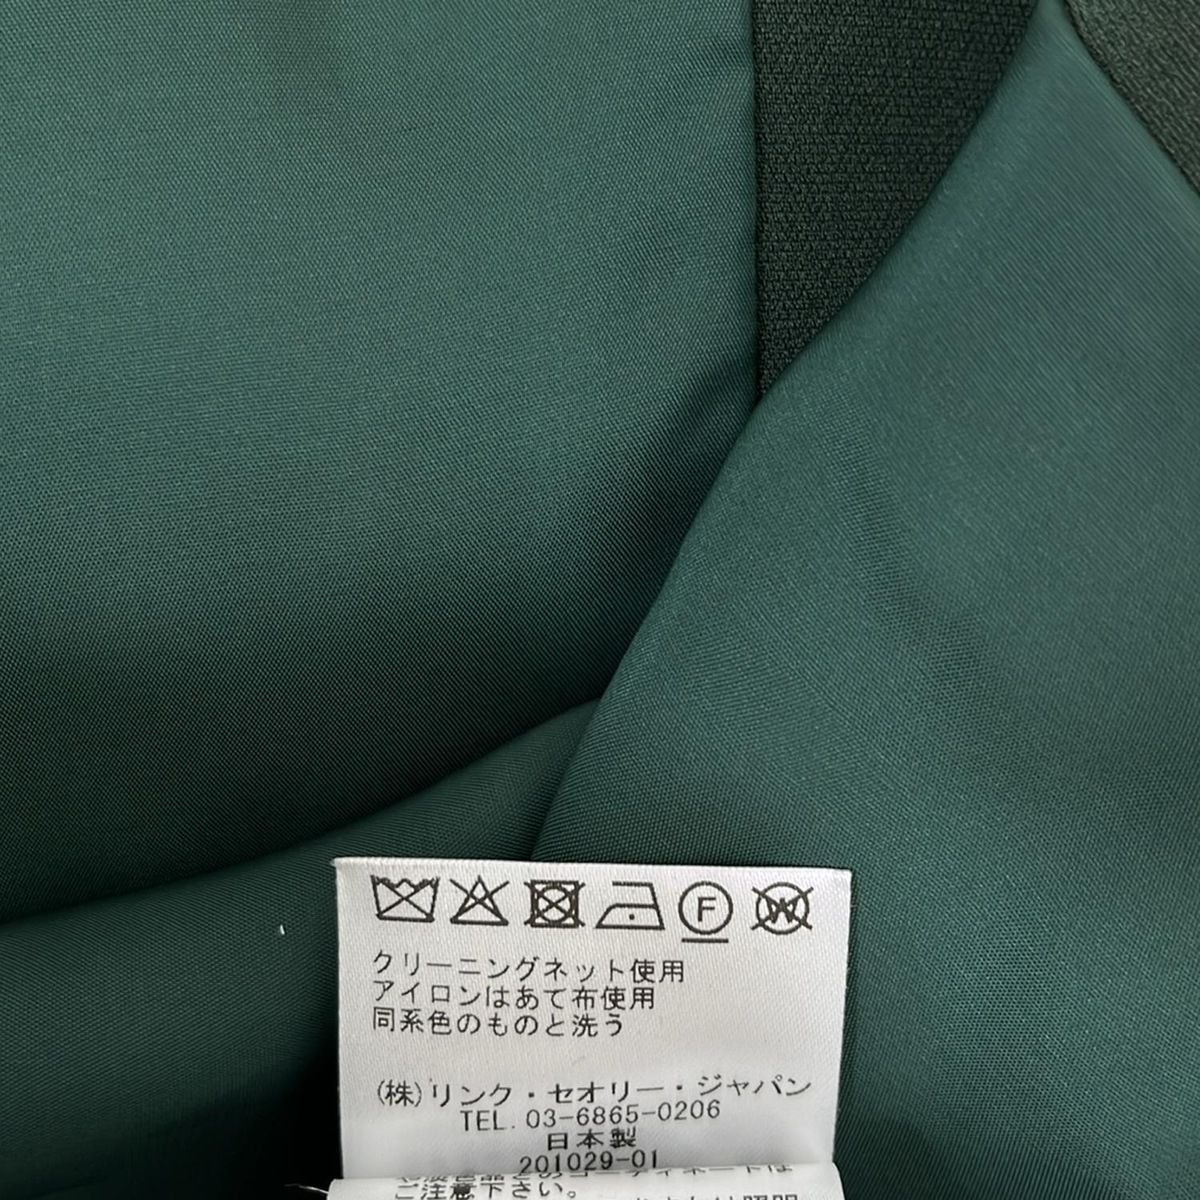 F W
クリーニングネット使用
アイロンはあて布使用
同系色のものと洗う
(株)リンク・セオリー・ジャパン
TEL. 03-6865-0206
日本製
201029-01
ご注意下さい。